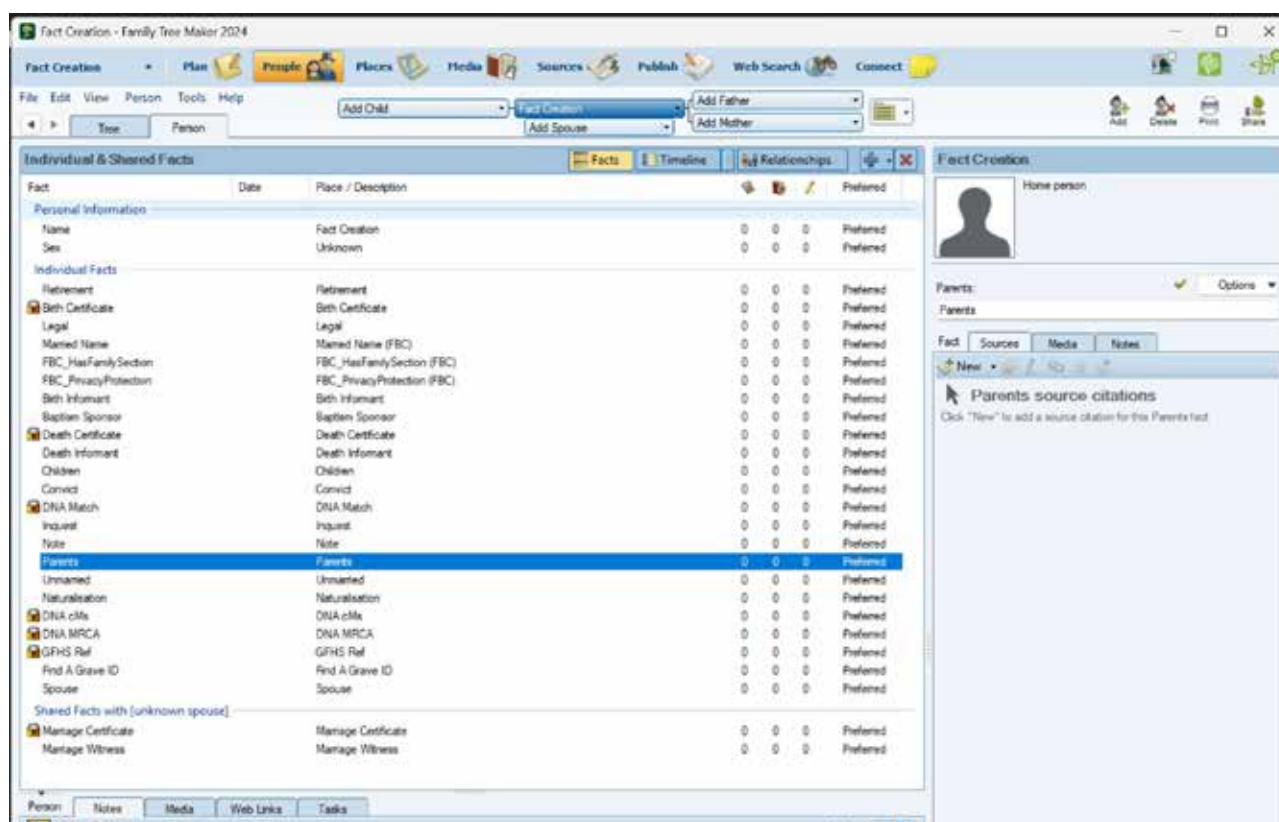 Fact Creation - Family Tree Maker 2024
Fact Creation Plan People Places Media Sources Publish Web Search Connect
File Edit View Person Tools Help
Add Child Fact Creation Add Father
Add Spouse Add Mother
Add Delete Print Share
Tree Person
Individual & Shared Facts Facts Timeline Relationships
Fact Date Place / Description Preferred
Personal Information
Name Fact Creation 0 0 0 Preferred
Sex Unknown 0 0 0 Preferred
Individual Facts
Retirement Retirement 0 0 0 Preferred
Birth Certificate Birth Certificate 0 0 0 Preferred
Legal Legal 0 0 0 Preferred
Married Name Married Name (FBC) 0 0 0 Preferred
FBC_HasFamilySection FBC_HasFamilySection (FBC) 0 0 0 Preferred
FBC_PrivacyProtection FBC_PrivacyProtection (FBC) 0 0 0 Preferred
Birth Informant Birth Informant 0 0 0 Preferred
Baptism Sponsor Baptism Sponsor 0 0 0 Preferred
Death Certificate Death Certificate 0 0 0 Preferred
Death Informant Death Informant 0 0 0 Preferred
Children Children 0 0 0 Preferred
Convict Convict 0 0 0 Preferred
DNA Match DNA Match 0 0 0 Preferred
Inquest Inquest 0 0 0 Preferred
Note Note 0 0 0 Preferred
Parents Parents 0 0 0 Preferred
Unmarried Unmarried 0 0 0 Preferred
Naturalisation Naturalisation 0 0 0 Preferred
DNA cMs DNA cMs 0 0 0 Preferred
DNA MRCA DNA MRCA 0 0 0 Preferred
GFHS Ref GFHS Ref 0 0 0 Preferred
Find A Grave ID Find A Grave ID 0 0 0 Preferred
Spouse Spouse 0 0 0 Preferred
Shared Facts with [unknown spouse]
Marriage Certificate Marriage Certificate 0 0 0 Preferred
Marriage Witness Marriage Witness 0 0 0 Preferred
Person Notes Media Web Links Tasks
Fact Creation
Home person
Parents: Options
Parents
Fact Sources Media Notes
New
Parents source citations
Click "New" to add a source citation for this Parents fact.